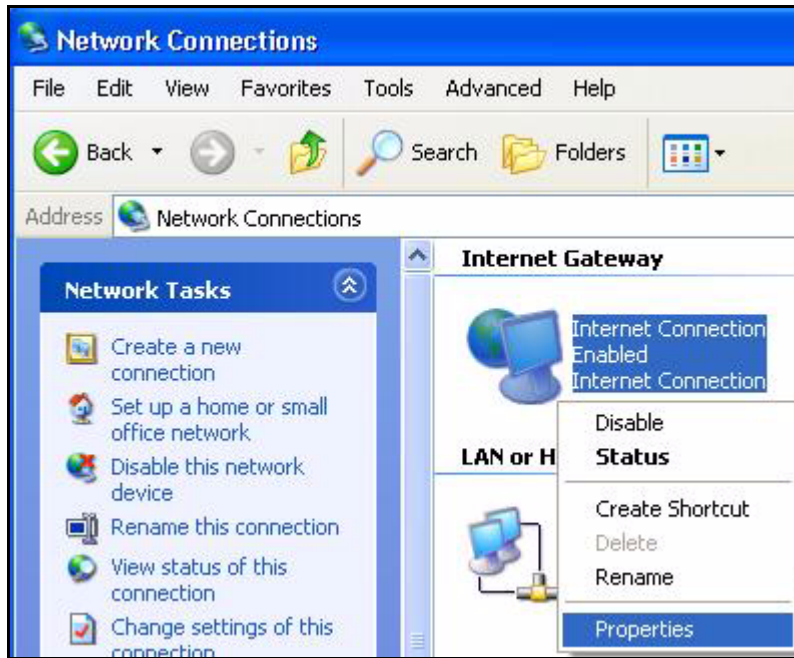 Network Connections
File Edit View Favorites Tools Advanced Help
Back Search Folders
Address Network Connections
Network Tasks
Create a new
connection
Set up a home or small
office network
Disable this network
device
Rename this connection
View status of this
connection
Change settings of this
connection
Internet Gateway
Internet Connection
Enabled
Internet Connection
LAN or H
Disable
Status
Create Shortcut
Delete
Rename
Properties